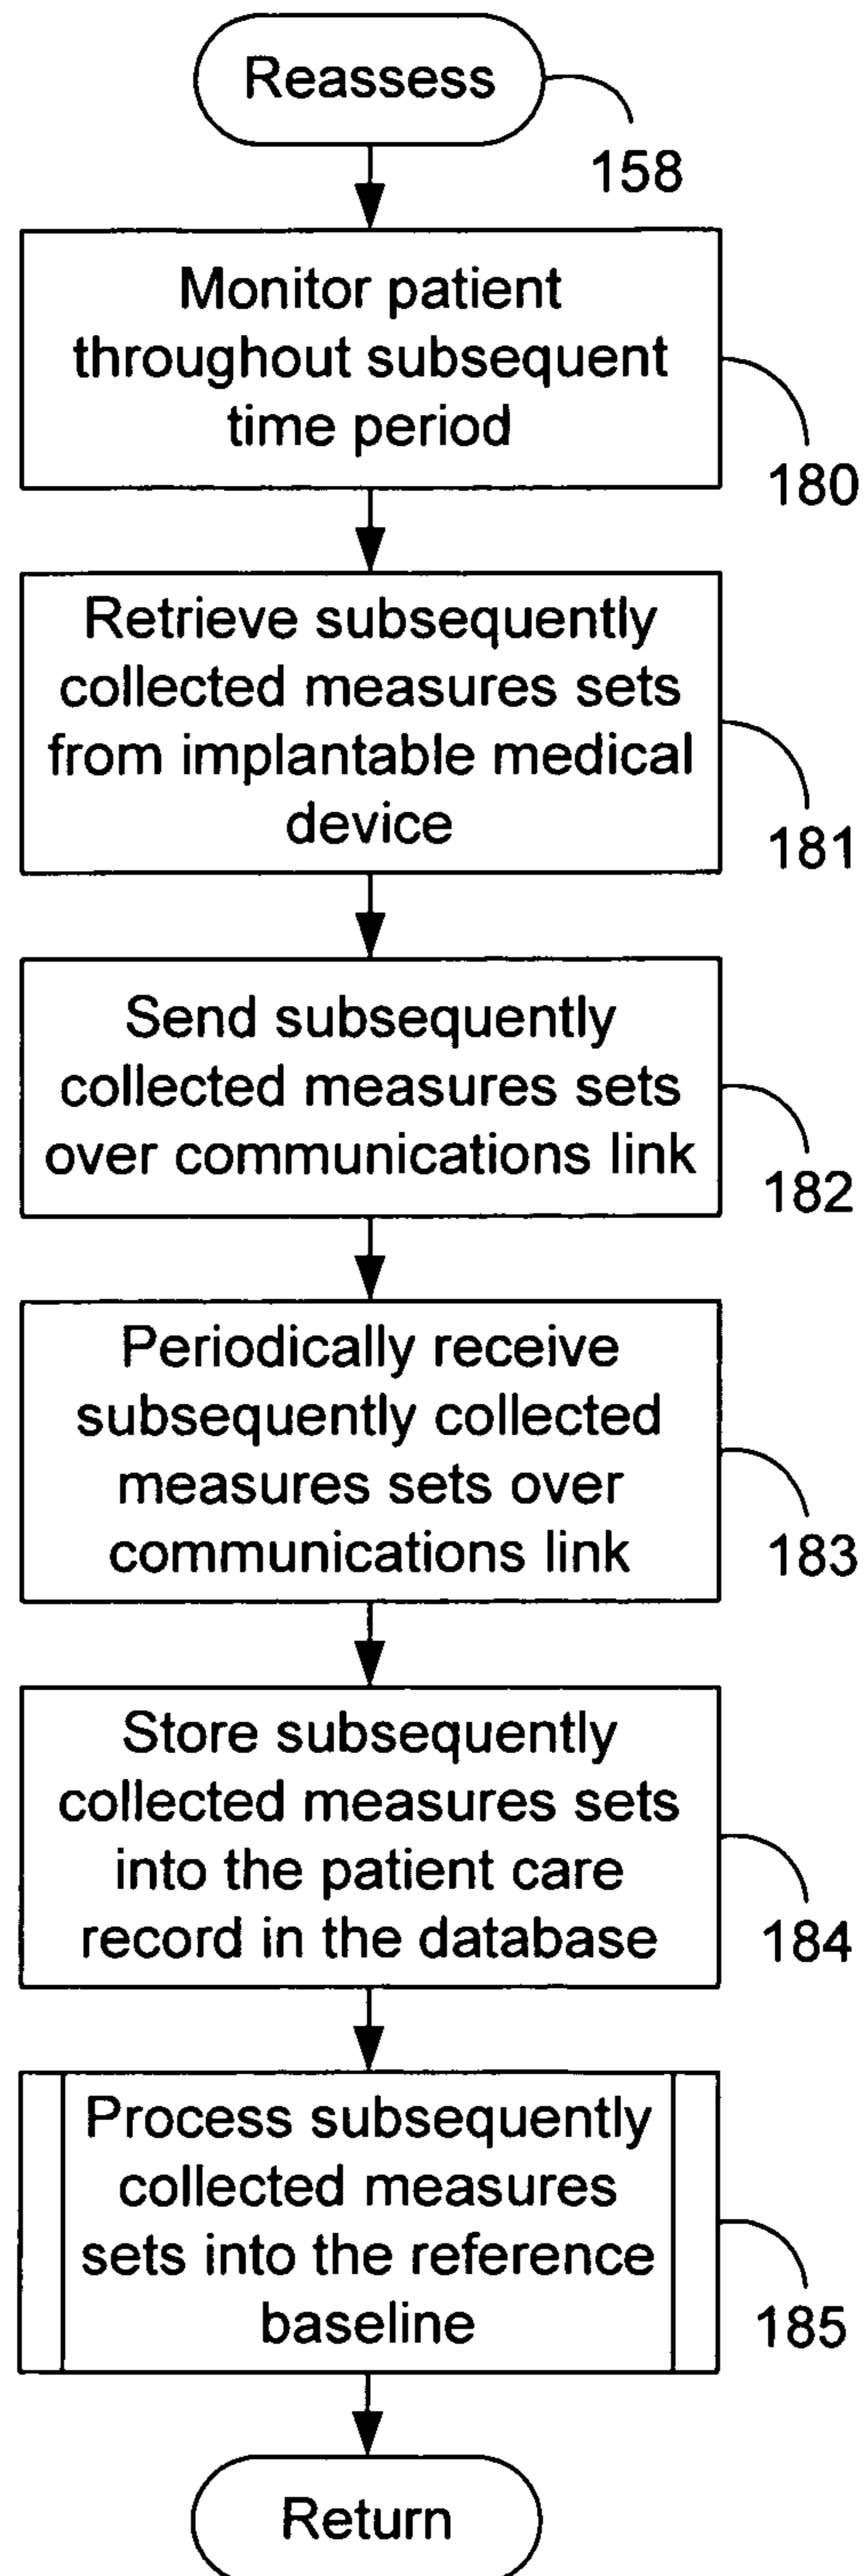 Reassess
158
Monitor patient
throughout subsequent
time period
180
Retrieve subsequently
collected measures sets
from implantable medical
device
181
Send subsequently
collected measures sets
over communications link
182
Periodically receive
subsequently collected
measures sets over
communications link
183
Store subsequently
collected measures sets
into the patient care
record in the database
184
Process subsequently
collected measures
sets into the reference
baseline
185
Return